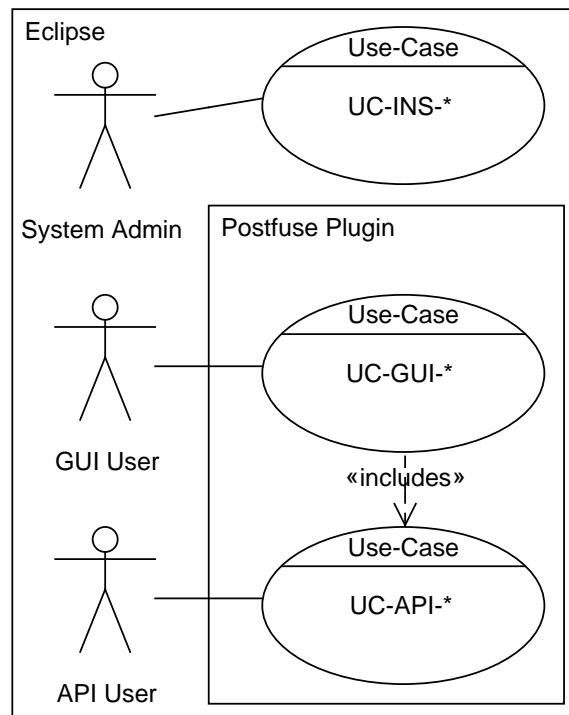 Eclipse
Use-Case
UC-INS-*
System Admin
Postfuse Plugin
Use-Case
UC-GUI-*
GUI User
«includes»
Use-Case
UC-API-*
API User